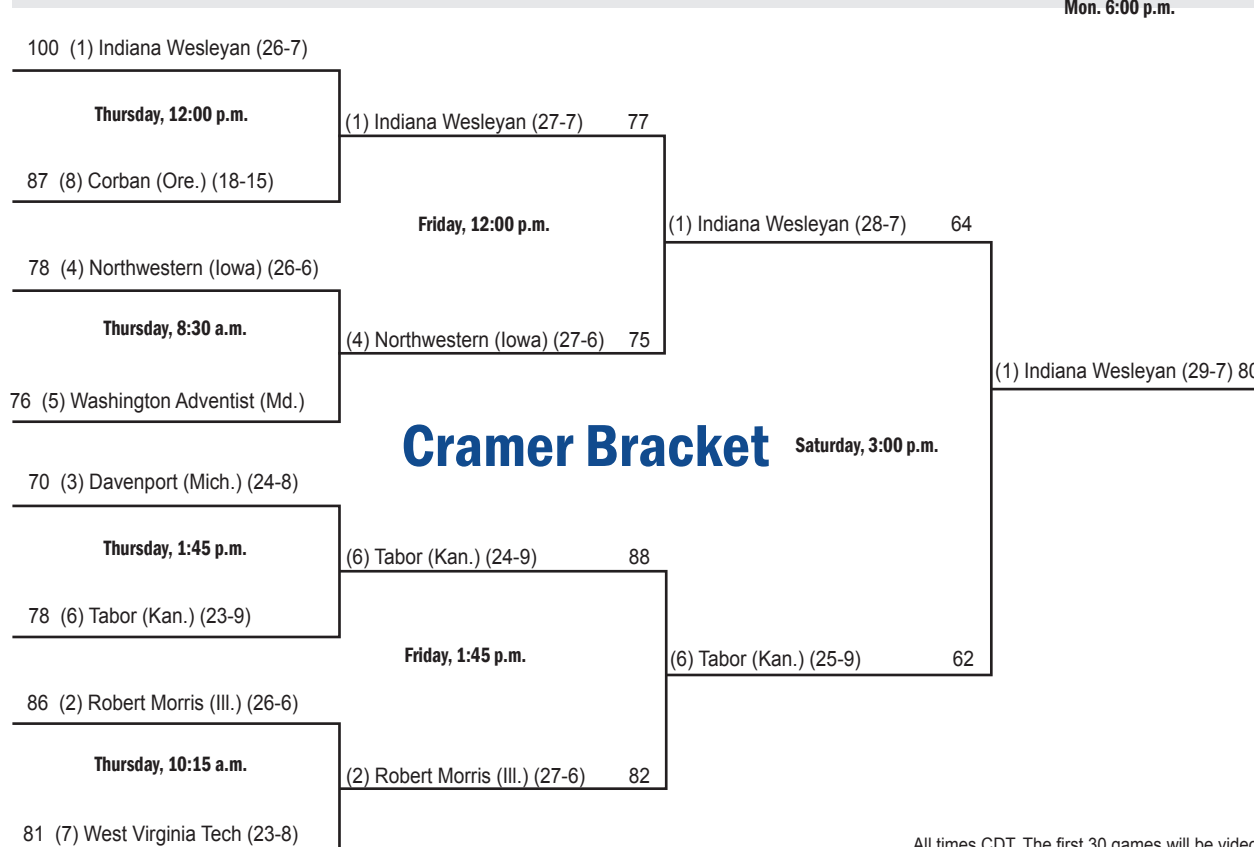 Mon. 6:00 p.m.
100 (1) Indiana Wesleyan (26-7)
Thursday, 12:00 p.m.
87 (8) Corban (Ore.) (18-15)
(1) Indiana Wesleyan (27-7) 77
Friday, 12:00 p.m.
78 (4) Northwestern (Iowa) (26-6)
Thursday, 8:30 a.m.
76 (5) Washington Adventist (Md.)
(4) Northwestern (Iowa) (27-6) 75
(1) Indiana Wesleyan (28-7) 64
(1) Indiana Wesleyan (29-7) 80
Cramer Bracket
Saturday, 3:00 p.m.
70 (3) Davenport (Mich.) (24-8)
Thursday, 1:45 p.m.
78 (6) Tabor (Kan.) (23-9)
(6) Tabor (Kan.) (24-9) 88
Friday, 1:45 p.m.
(6) Tabor (Kan.) (25-9) 62
86 (2) Robert Morris (Ill.) (26-6)
Thursday, 10:15 a.m.
81 (7) West Virginia Tech (23-8)
(2) Robert Morris (Ill.) (27-6) 82
All times CDT. The first 30 games will be video